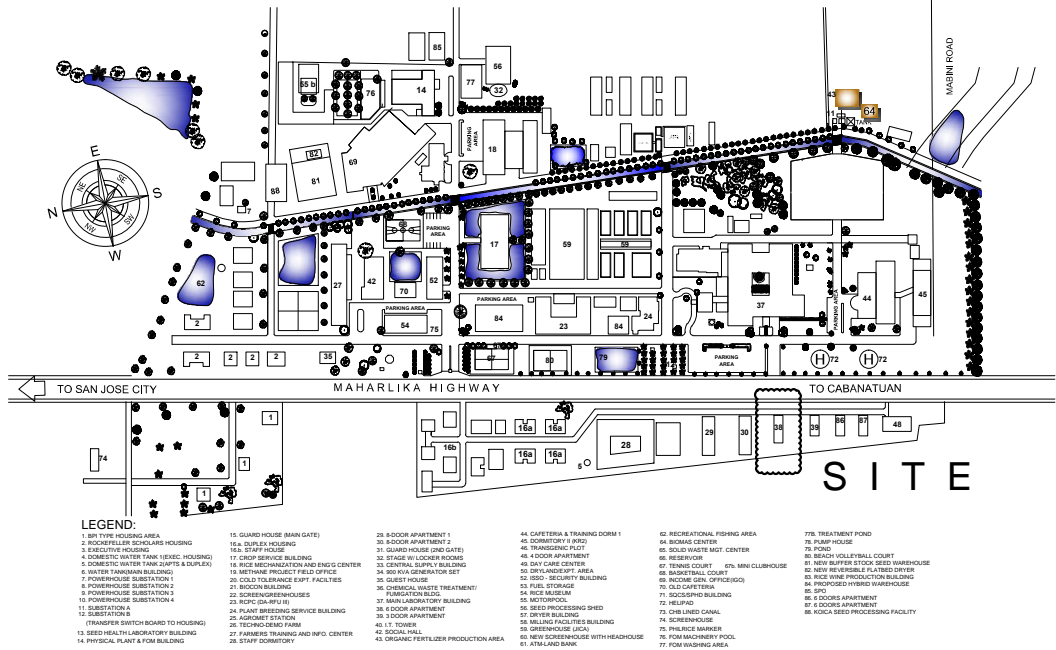 85
56
55 b
76
14
77
32
MABINI ROAD
43
64
11
TANK
PARKING AREA
18
82
69
81
88
7
E
SE
S
SW
W
NW
N
NE
PARKING
AREA
17
59
59
62
27
42
70
52
37
44
45
PARKING AREA
PARKING AREA
PARKING AREA
84
23
84
24
54
75
2
2
2
2
2
35
67
80
79
PARKING
AREA
H 72
H 72
TO SAN JOSE CITY
MAHARLIKA HIGHWAY
TO CABANATUAN
1
74
1
1
16b
16a
16a
16a
16a
5
28
29
30
38
39
86
87
48
S I T E
LEGEND:
1. BPI TYPE HOUSING AREA
2. ROCKEFELLER SCHOLARS HOUSING
3. EXECUTIVE HOUSING
4. DOMESTIC WATER TANK 1(EXEC. HOUSING)
5. DOMESTIC WATER TANK 2(APTS & DUPLEX)
6. WATER TANK(MAIN BUILDING)
7. POWERHOUSE SUBSTATION 1
8. POWERHOUSE SUBSTATION 2
9. POWERHOUSE SUBSTATION 3
10. POWERHOUSE SUBSTATION 4
11. SUBSTATION A
12. SUBSTATION B
(TRANSFER SWITCH BOARD TO HOUSING)
13. SEED HEALTH LABORATORY BUILDING
14. PHYSICAL PLANT & FOM BUILDING
15. GUARD HOUSE (MAIN GATE)
16.a. DUPLEX HOUSING
16.b. STAFF HOUSE
17. CROP SERVICE BUILDING
18. RICE MECHANIZATION AND ENG'G CENTER
19. METHANE PROJECT FIELD OFFICE
20. COLD TOLERANCE EXPT. FACILTIES
21. BIOCON BUILDING
22. SCREEN/GREENHOUSES
23. RCPC (DA-RFU III)
24. PLANT BREEDING SERVICE BUILDING
25. AGROMET STATION
26. TECHNO-DEMO FARM
27. FARMERS TRAINING AND INFO. CENTER
28. STAFF DORMITORY
29. 8-DOOR APARTMENT 1
30. 8-DOOR APARTMENT 2
31. GUARD HOUSE (2ND GATE)
32. STAGE W/ LOCKER ROOMS
33. CENTRAL SUPPLY BUILDING
34. 900 KVA GENERATOR SET
35. GUEST HOUSE
36. CHEMICAL WASTE TREATMENT/
FUMIGATION BLDG.
37. MAIN LABORATORY BUILDING
38. 6 DOOR APARTMENT
39. 3 DOOR APARTMENT
40. I.T. TOWER
42. SOCIAL HALL
43. ORGANIC FERTILIZER PRODUCTION AREA
44. CAFETERIA & TRAINING DORM 1
45. DORMITORY II (KR2)
46. TRANSGENIC PLOT
48. 4 DOOR APARTMENT
49. DAY CARE CENTER
50. DRYLAND/EXPT. AREA
52. ISSO - SECURITY BUILDING
53. FUEL STORAGE
54. RICE MUSEUM
55. MOTORPOOL
56. SEED PROCESSING SHED
57. DRYER BUILDING
58. MILLING FACILITIES BUILDING
59. GREENHOUSE (JICA)
60. NEW SCREENHOUSE WITH HEADHOUSE
61. ATM-LAND BANK
62. RECREATIONAL FISHING AREA
64. BIOMAS CENTER
65. SOLID WASTE MGT. CENTER
66. RESERVOIR
67. TENNIS COURT 67b. MINI CLUBHOUSE
68. BASKETBALL COURT
69. INCOME GEN. OFFICE(IGO)
70. OLD CAFETERIA
71. SQCS/SPHD BUILDING
72. HELIPAD
73. CHB LINED CANAL
74. SCREENHOUSE
75. PHILRICE MARKER
76. FOM MACHINERY POOL
77. FOM WASHING AREA
77B. TREATMENT POND
78. PUMP HOUSE
79. POND
80. BEACH VOLLEYBALL COURT
81. NEW BUFFER STOCK SEED WAREHOUSE
82. NEW REVERSIBLE FLATBED DRYER
83. RICE WINE PRODUCTION BUILDING
84. PROPOSED HYBRID WAREHOUSE
85. SPO
86. 6 DOORS APARTMENT
87. 6 DOORS APARTMENT
88. KOICA SEED PROCESSING FACILITY